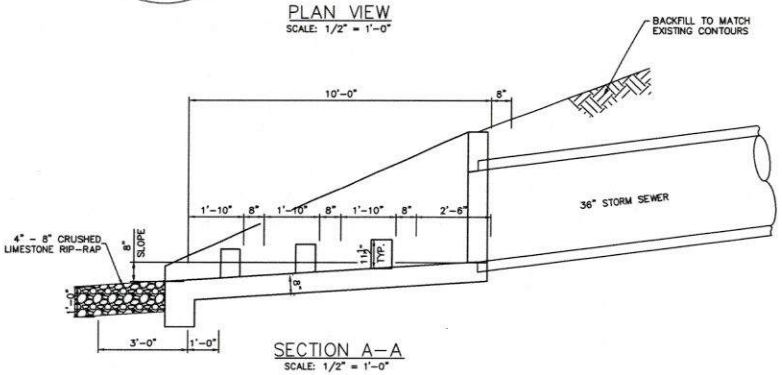 PLAN VIEW
SCALE: 1/2" = 1'-0"
BACKFILL TO MATCH
EXISTING CONTOURS
10'-0"
8"
1'-10"
8"
1'-10"
8"
1'-10"
8"
2'-6"
36" STORM SEWER
4" - 8" CRUSHED
LIMESTONE RIP-RAP
8"
SLOPE
11½"
TYP.
8"
1'-0"
3'-0"
1'-0"
SECTION A-A
SCALE: 1/2" = 1'-0"